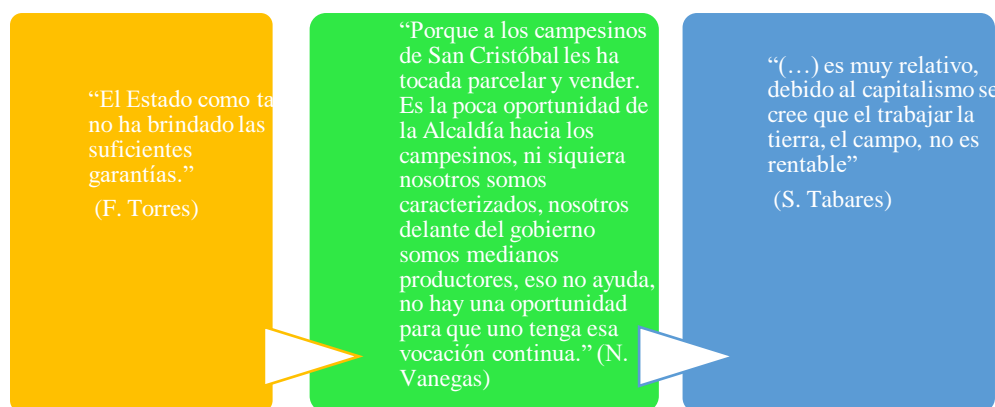 “El Estado como ta
no ha brindado las
suficientes
garantías.”
(F. Torres)
“Porque a los campesinos
de San Cristóbal les ha
tocada parcelar y vender.
Es la poca oportunidad de
la Alcaldía hacia los
campesinos, ni siquiera
nosotros somos
caracterizados, nosotros
delante del gobierno
somos medianos
productores, eso no ayuda,
no hay una oportunidad
para que uno tenga esa
vocación continua.” (N.
Vanegas)
“(…) es muy relativo,
debido al capitalismo se
cree que el trabajar la
tierra, el campo, no es
rentable”
(S. Tabares)